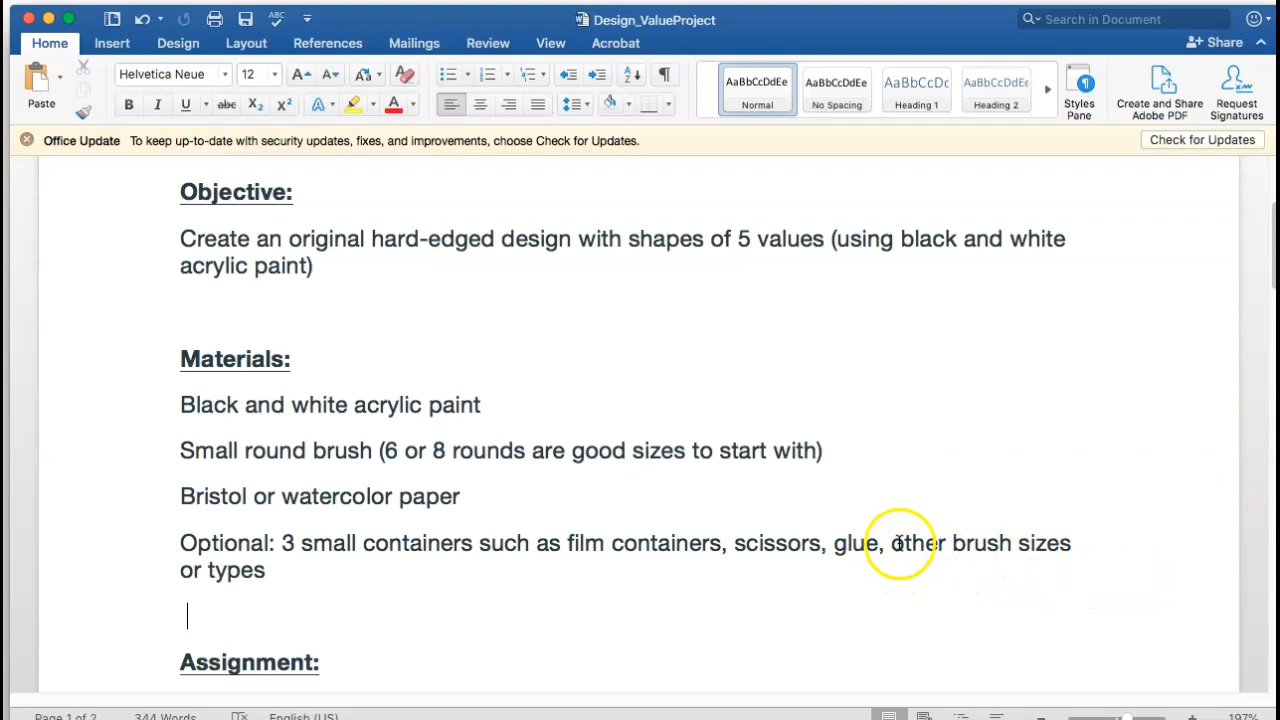 Design_ValueProject
Search in Document
Home Insert Design Layout References Mailings Review View Acrobat Share
Paste
Helvetica Neue 12
AaBbCcDdEe AaBbCcDdEe AaBbCcDc AaBbCcDdEe
Normal No Spacing Heading 1 Heading 2
Styles Pane
Create and Share Adobe PDF
Request Signatures
Office Update To keep up-to-date with security updates, fixes, and improvements, choose Check for Updates. Check for Updates
Objective:
Create an original hard-edged design with shapes of 5 values (using black and white
acrylic paint)
Materials:
Black and white acrylic paint
Small round brush (6 or 8 rounds are good sizes to start with)
Bristol or watercolor paper
Optional: 3 small containers such as film containers, scissors, glue, other brush sizes
or types
Assignment:
Page 1 of 2 344 Words English (US) 197%